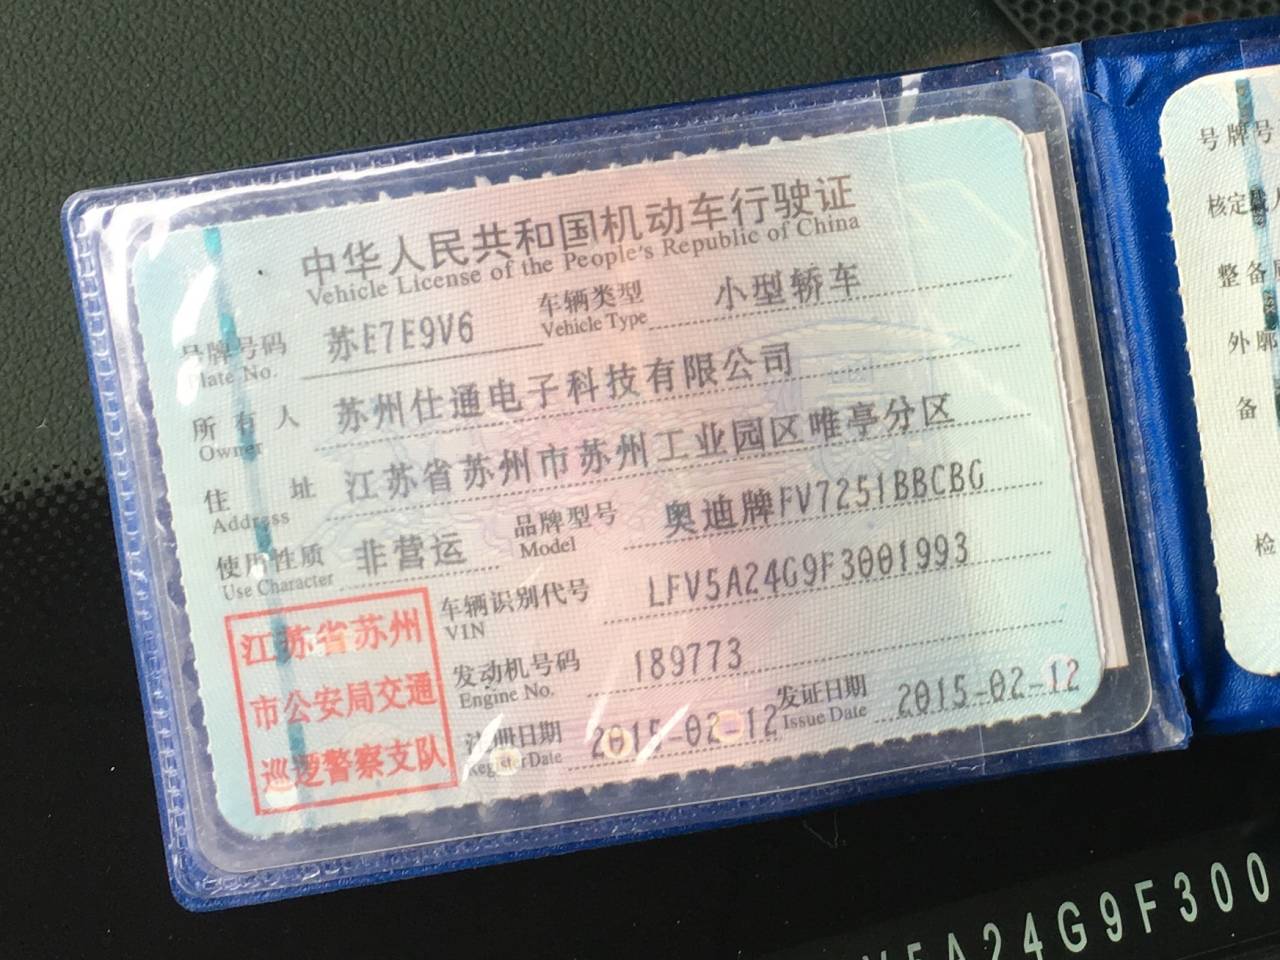 中华人民共和国机动车行驶证
Vehicle License of the People's Republic of China
号牌号码 苏E7E9V6 车辆类型 小型轿车
Plate No. Vehicle Type
所有人 苏州仕通电子科技有限公司
Owner
住址 江苏省苏州市苏州工业园区唯亭分区
Address
使用性质 非营运 品牌型号 奥迪牌FV7251BBCBG
Use Character Model
车辆识别代号 LFV5A24G9F3001993
VIN
发动机号码 189773
Engine No.
注册日期 2015-02-12 发证日期 2015-02-12
Register Date Issue Date
江苏省苏州
市公安局交通
巡逻警察支队
号牌号
核定载人
整备
外廓
备
检
5A24G9F300